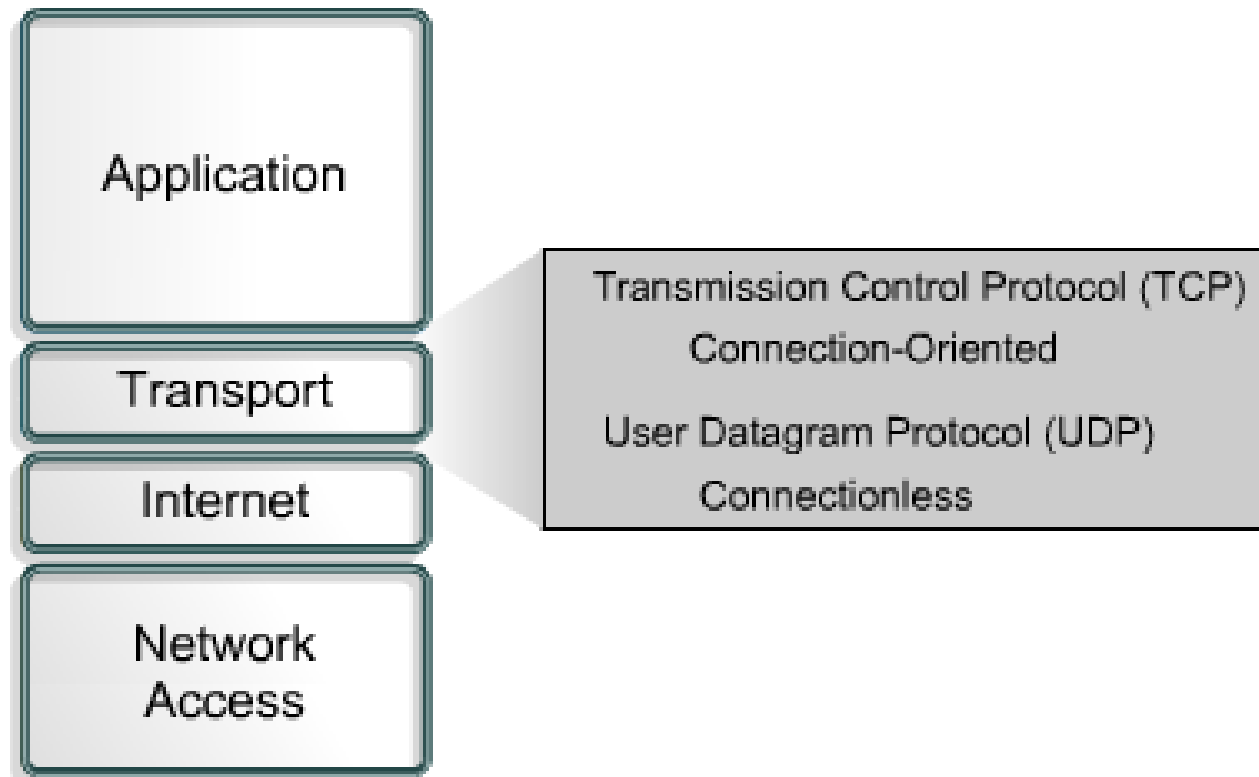 Application
Transport
Internet
Network
Access
Transmission Control Protocol (TCP)
Connection-Oriented
User Datagram Protocol (UDP)
Connectionless